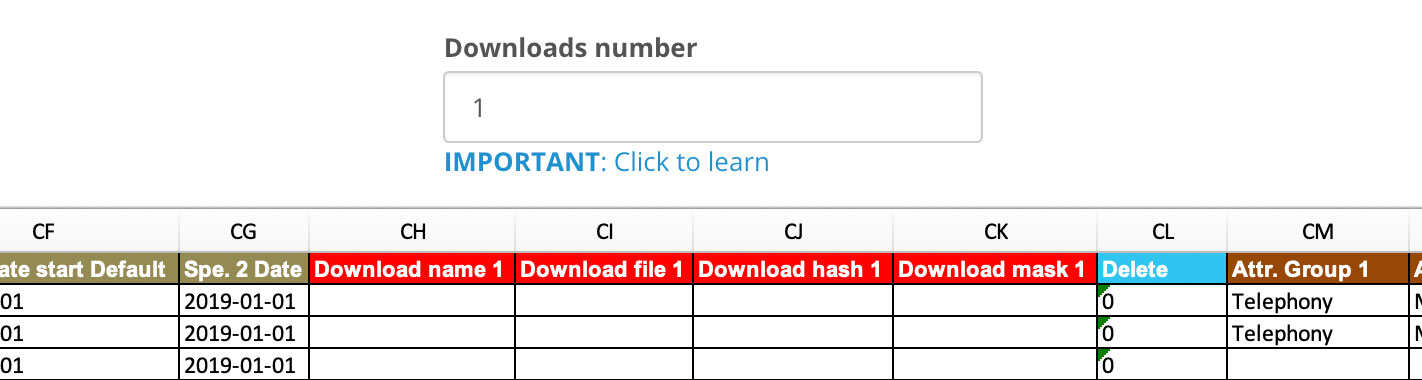 Downloads number
1
IMPORTANT: Click to learn
CF CG CH CI CJ CK CL CM
ate start Default Spe. 2 Date Download name 1 Download file 1 Download hash 1 Download mask 1 Delete Attr. Group 1
01 2019-01-01 0 Telephony
01 2019-01-01 0 Telephony
01 2019-01-01 0